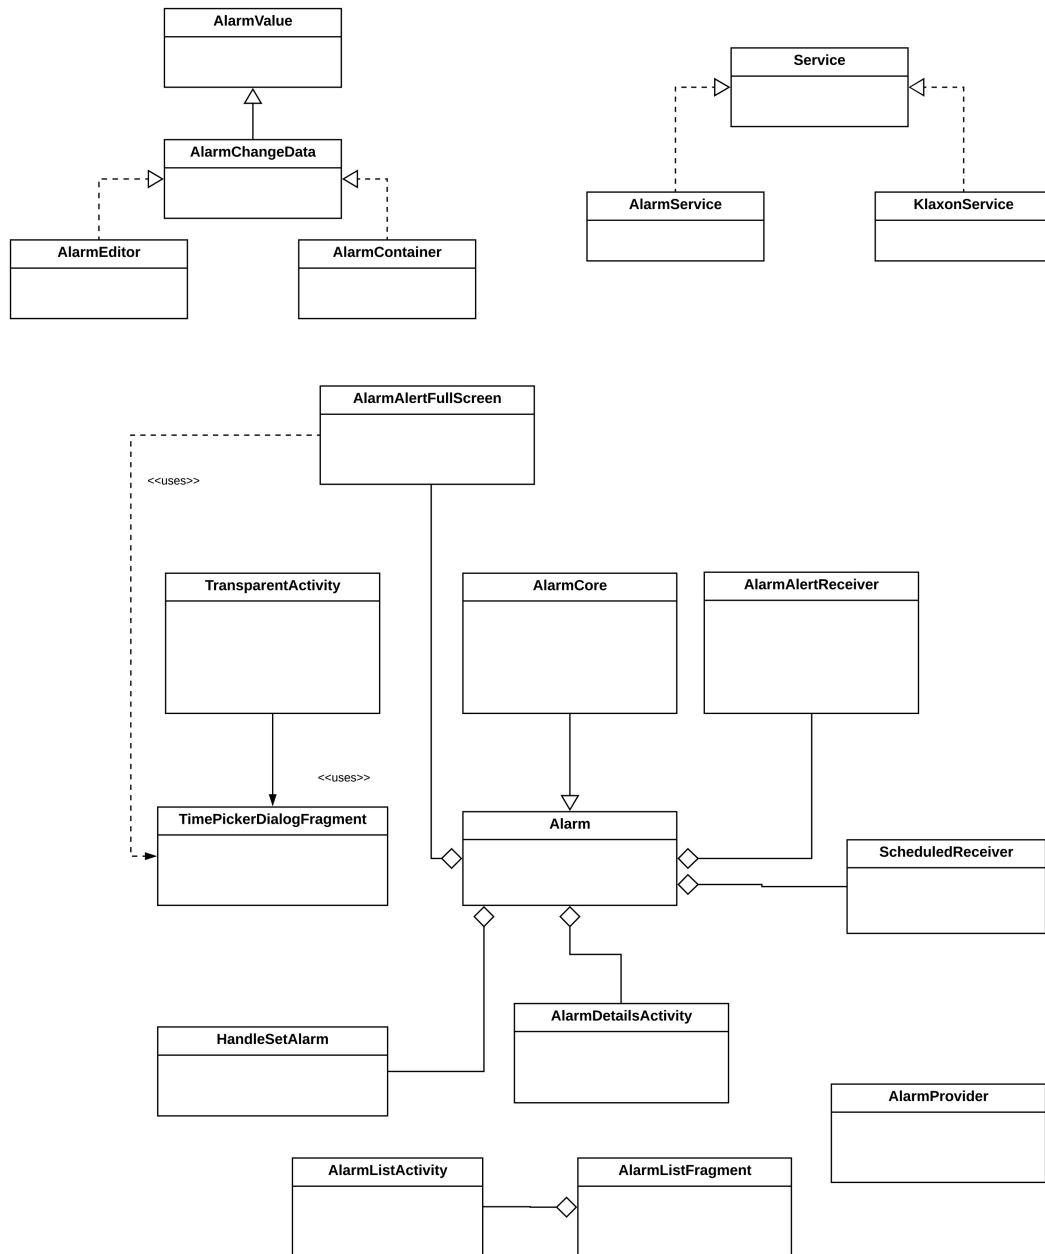 AlarmValue
Service
AlarmChangeData
AlarmService
KlaxonService
AlarmEditor
AlarmContainer
AlarmAlertFullScreen
<<uses>>
TransparentActivity
AlarmCore
AlarmAlertReceiver
<<uses>>
TimePickerDialogFragment
Alarm
ScheduledReceiver
AlarmDetailsActivity
HandleSetAlarm
AlarmProvider
AlarmListActivity
AlarmListFragment